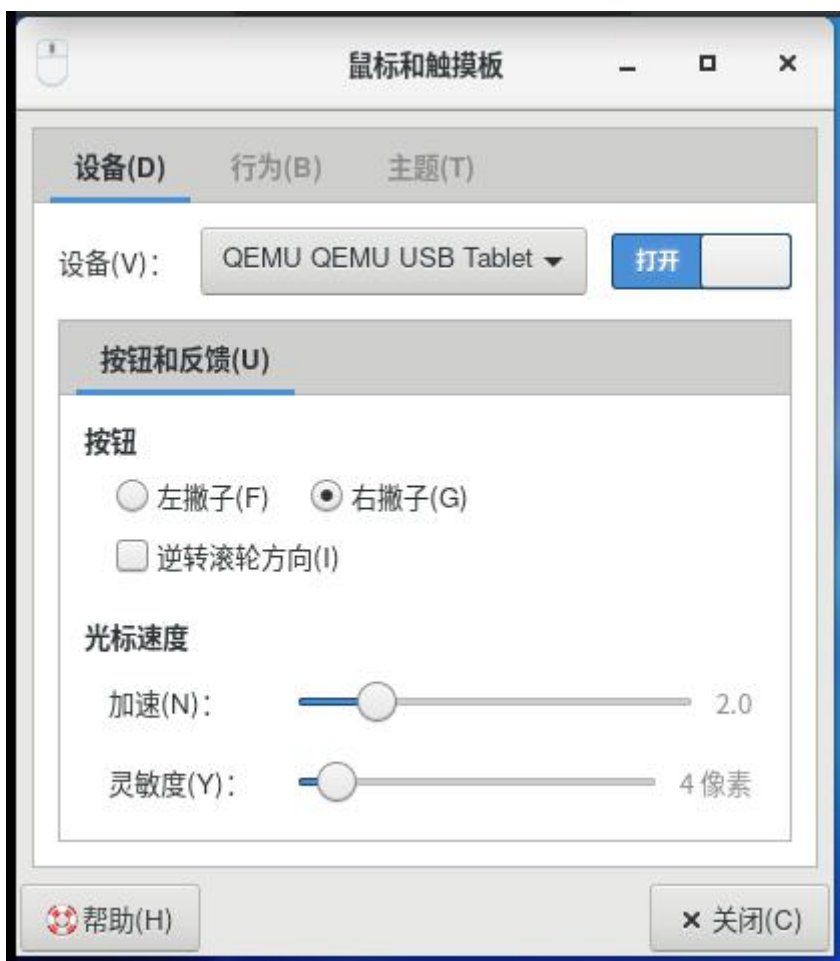 鼠标和触摸板
设备(D) 行为(B) 主题(T)
设备(V)： QEMU QEMU USB Tablet 打开
按钮和反馈(U)
按钮
左撇子(F) 右撇子(G)
逆转滚轮方向(I)
光标速度
加速(N)： 2.0
灵敏度(Y)： 4 像素
帮助(H) 关闭(C)